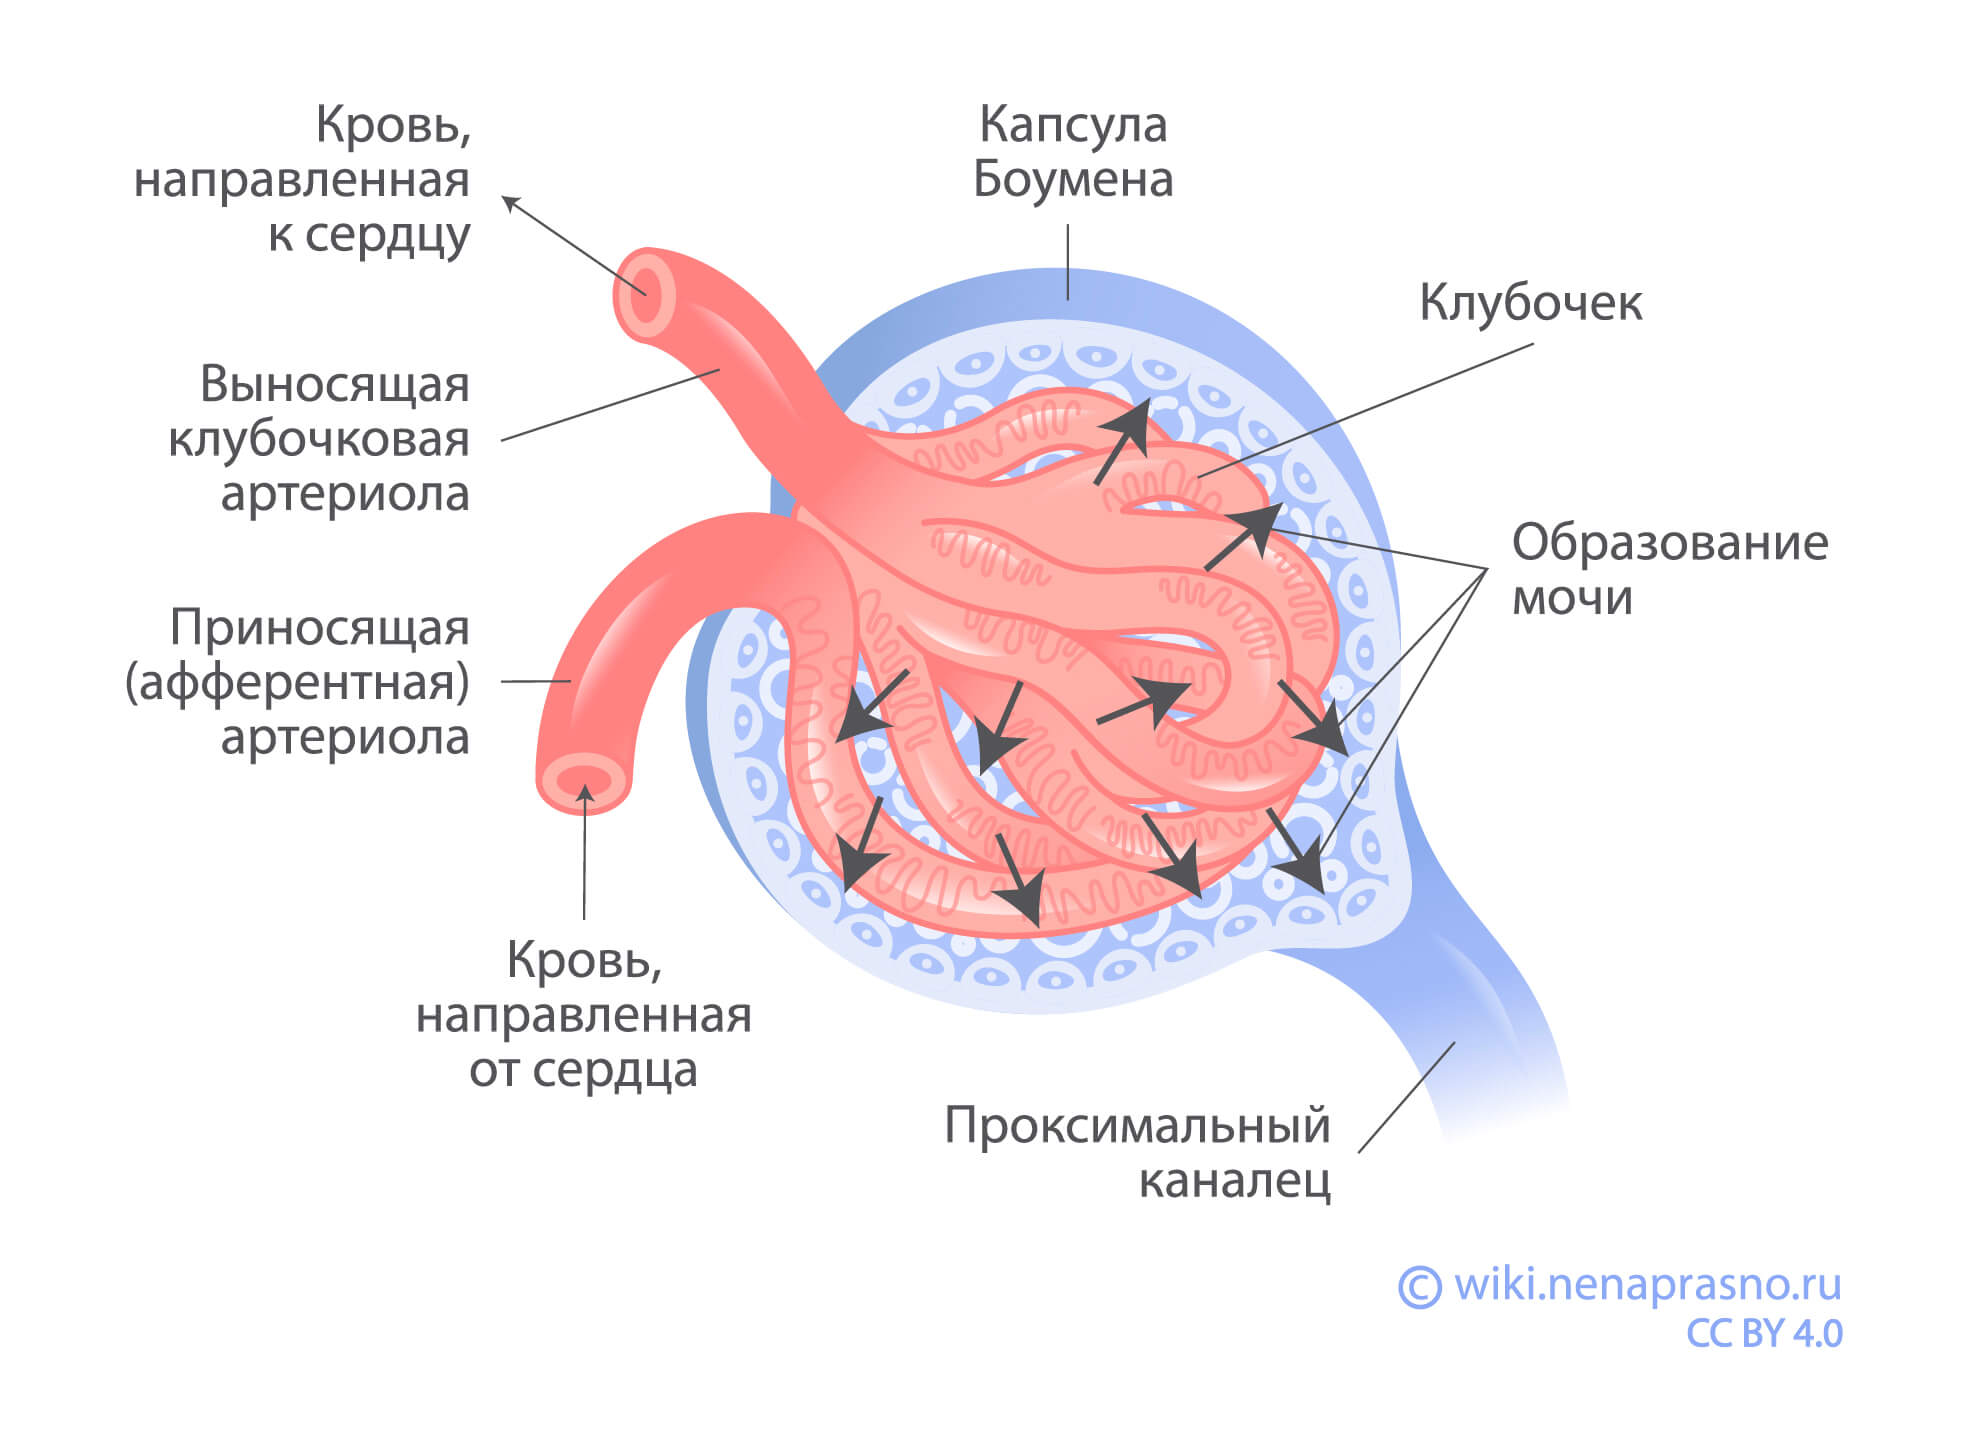 Кровь,
направленная
к сердцу
Капсула
Боумена
Клубочек
Выносящая
клубочковая
артериола
Образование
мочи
Приносящая
(афферентная)
артериола
Кровь,
направленная
от сердца
Проксимальный
каналец
© wiki.nenaprasno.ru
CC BY 4.0